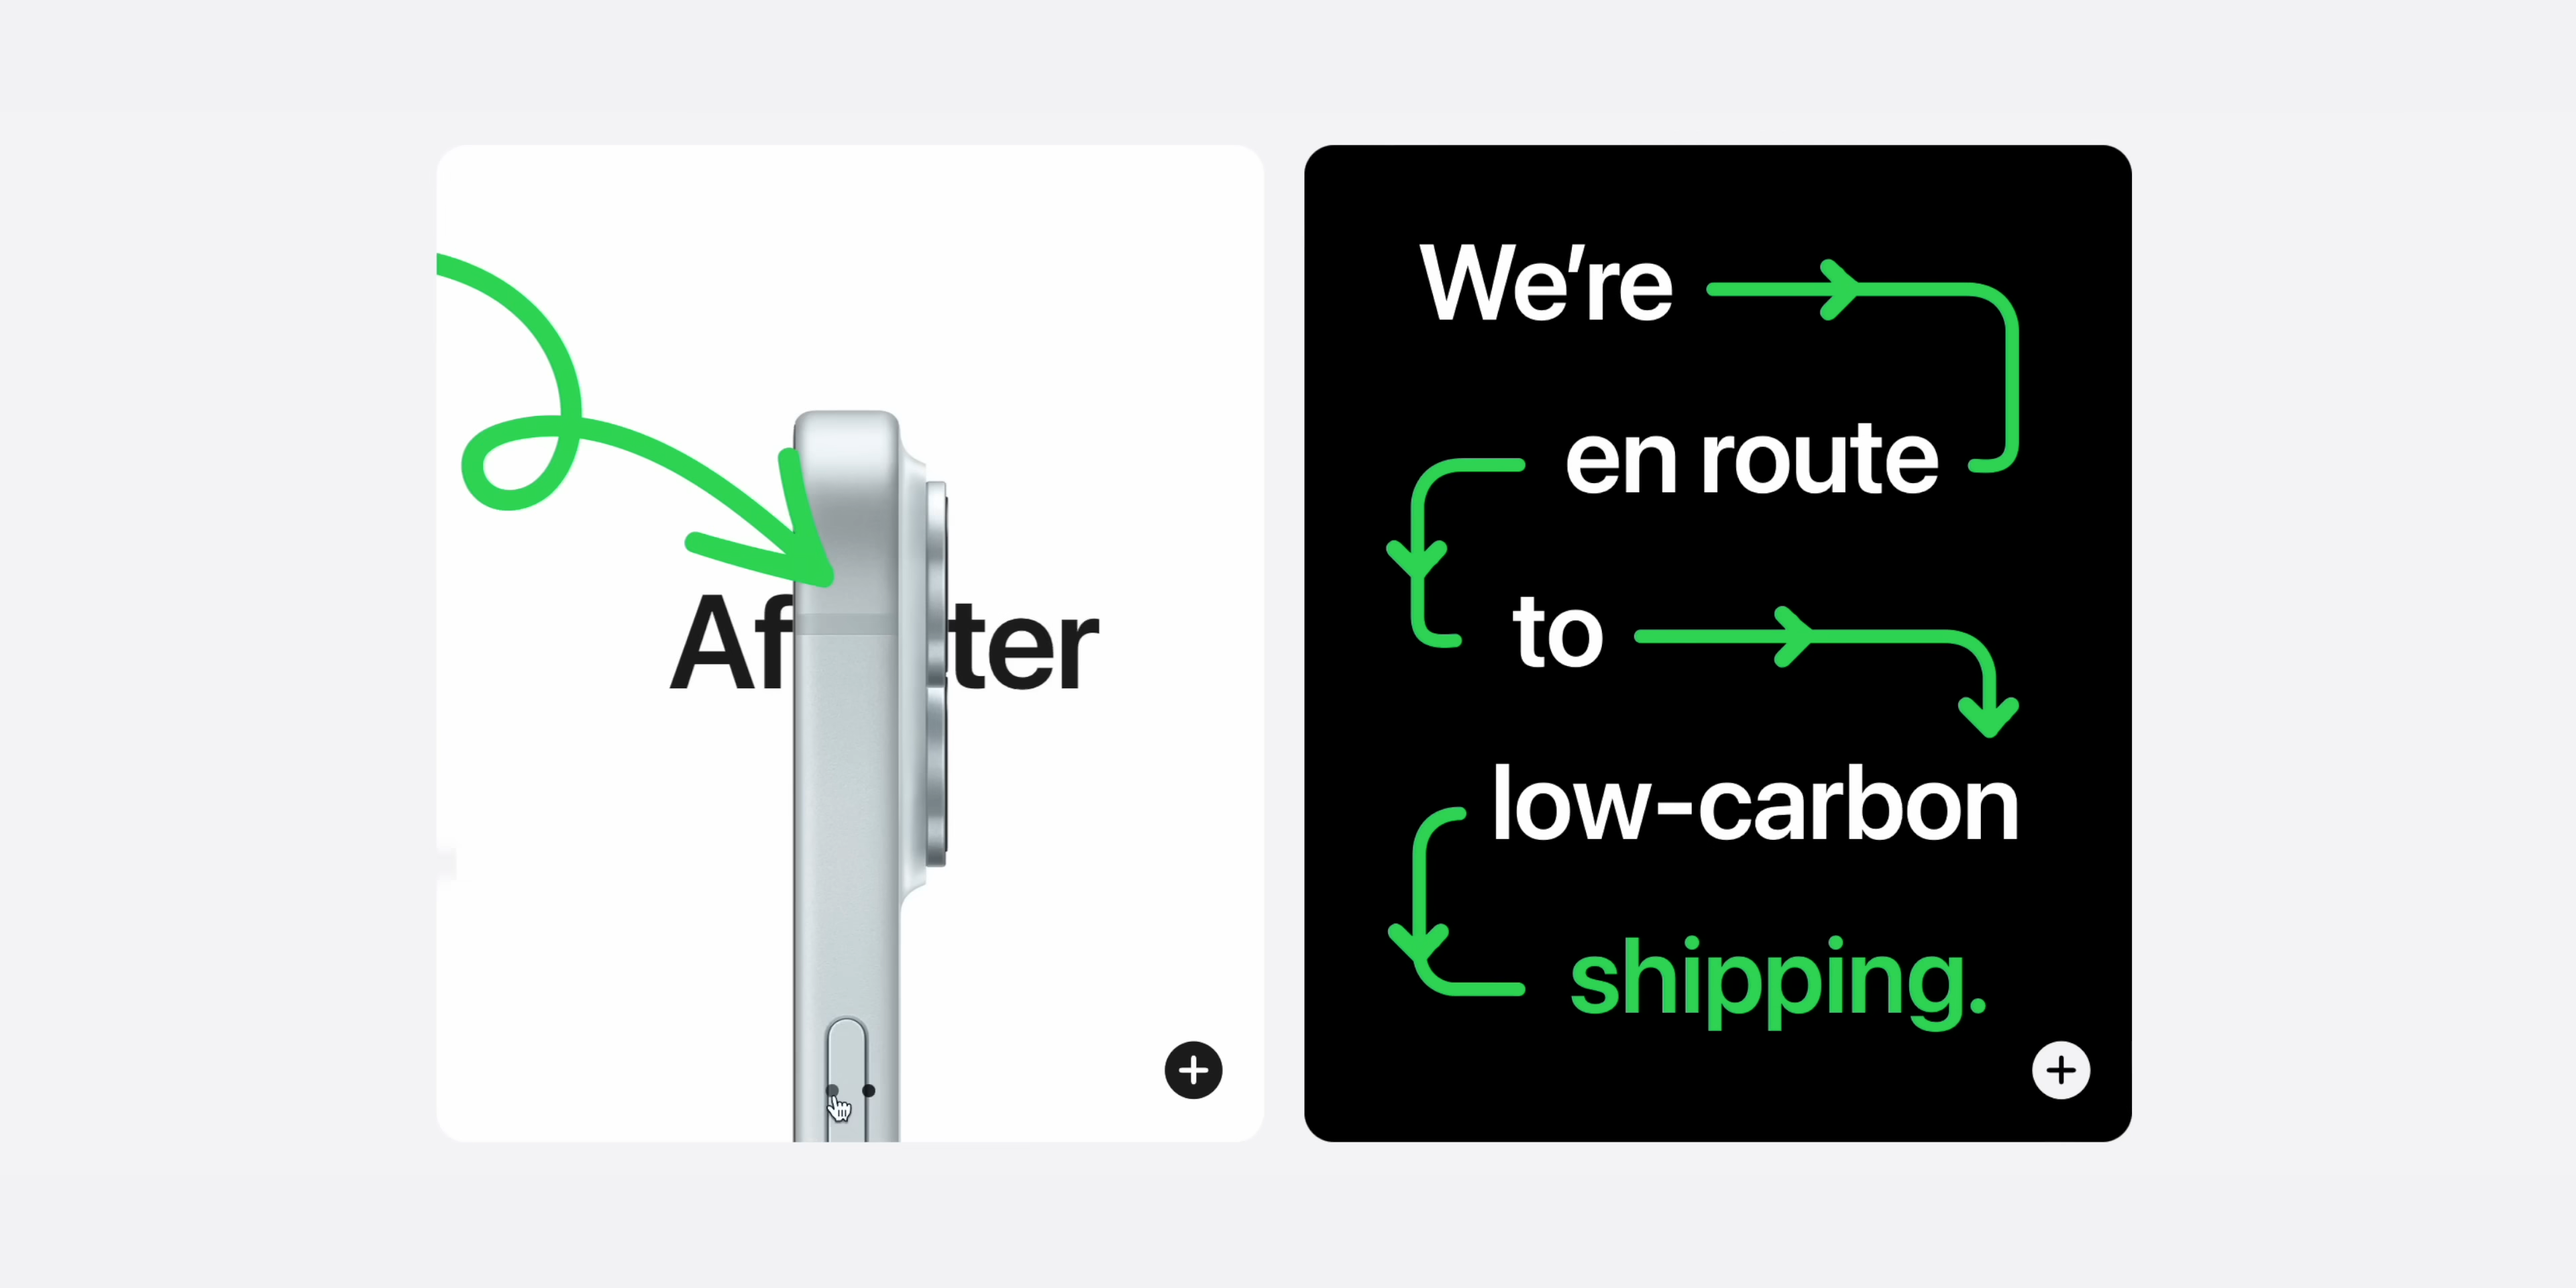 Af ter
We're
en route
to
low-carbon
shipping.